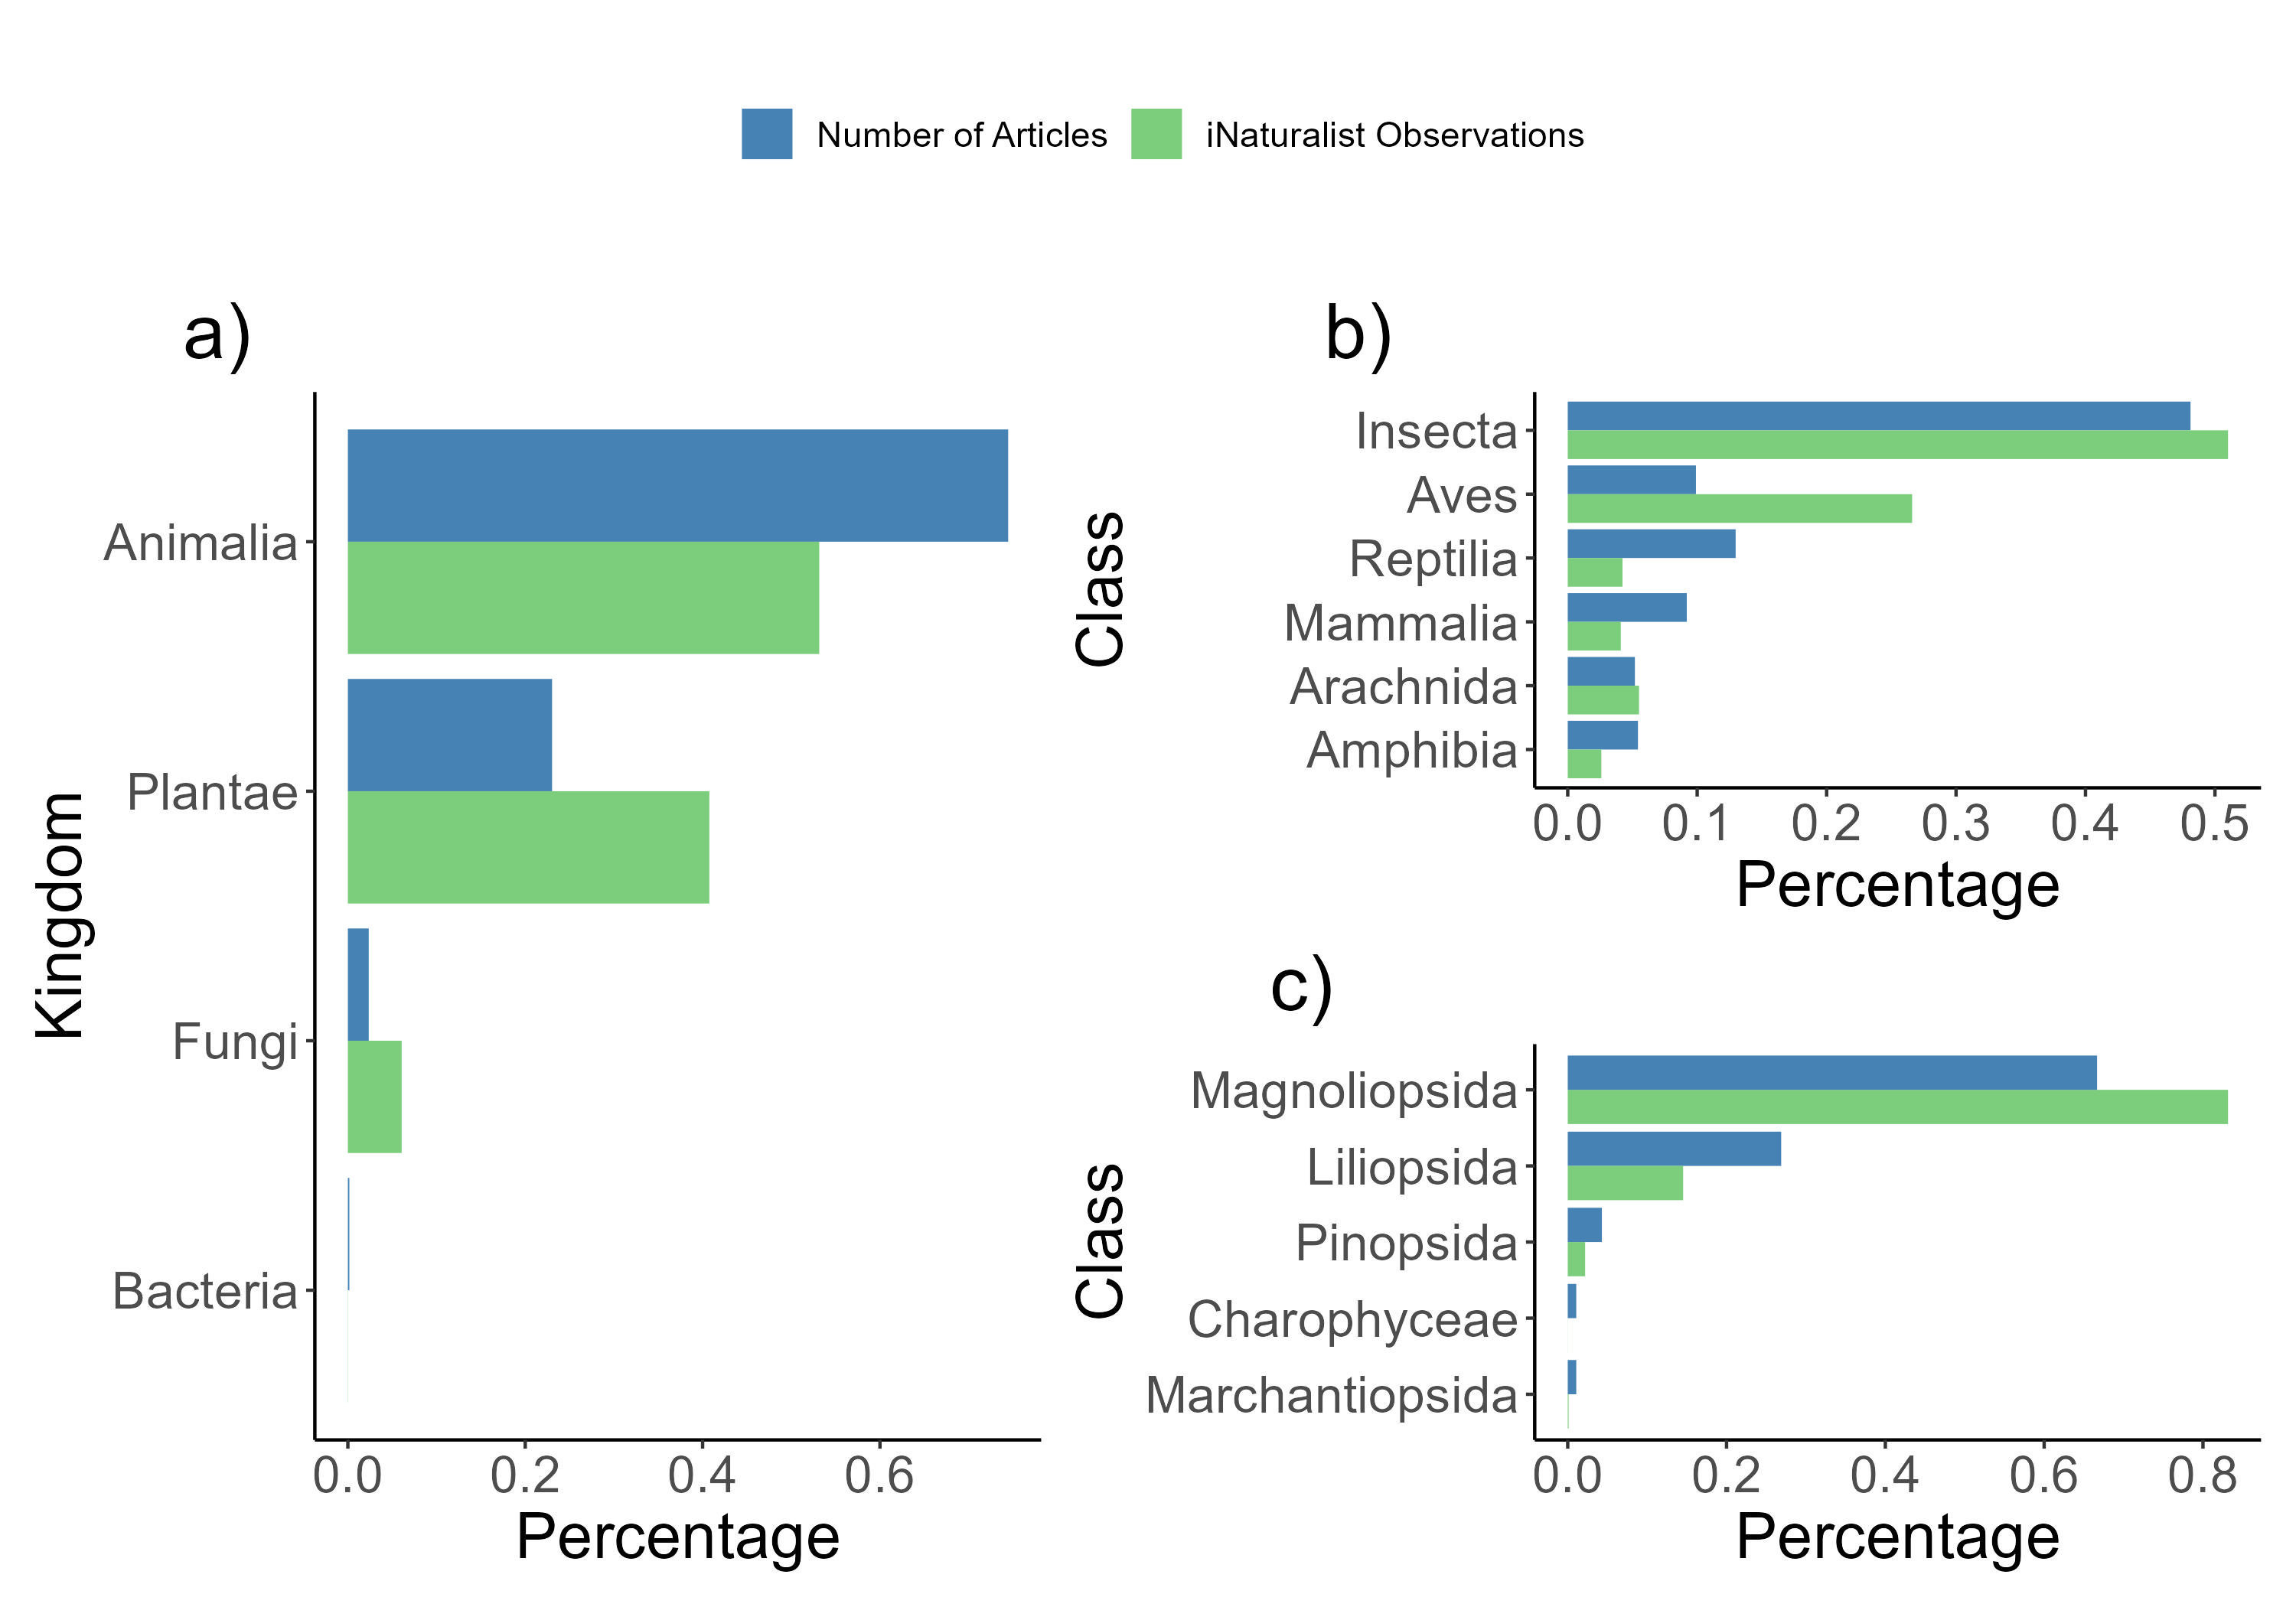 Number of Articles iNaturalist Observations
a)
Kingdom
Animalia
Plantae
Fungi
Bacteria
0.0 0.2 0.4 0.6
Percentage
b)
Class
Insecta
Aves
Reptilia
Mammalia
Arachnida
Amphibia
0.0 0.1 0.2 0.3 0.4 0.5
Percentage
c)
Class
Magnoliopsida
Liliopsida
Pinopsida
Charophyceae
Marchantiopsida
0.0 0.2 0.4 0.6 0.8
Percentage